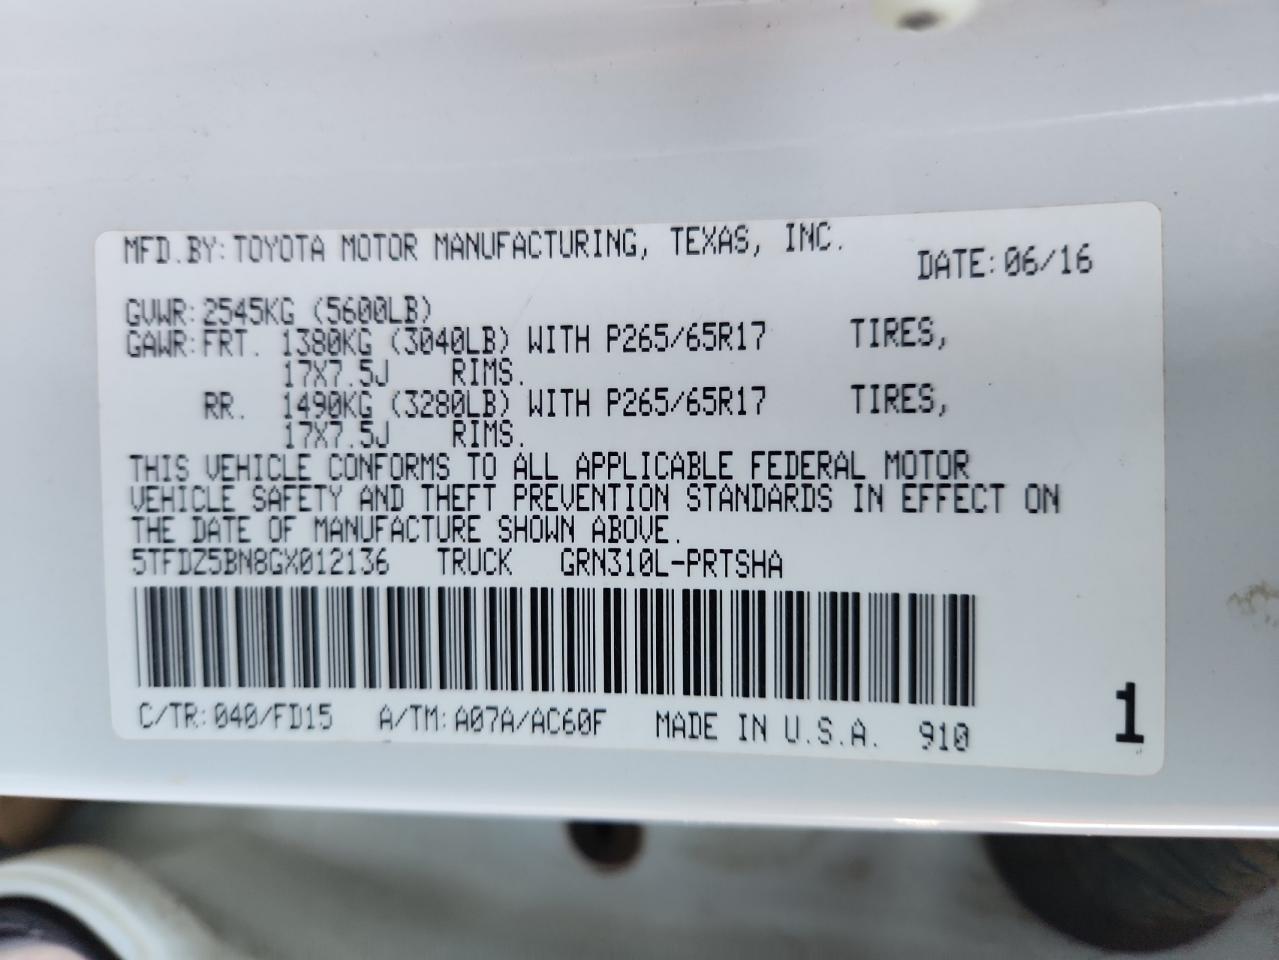 MFD.BY: TOYOTA MOTOR MANUFACTURING, TEXAS, INC. DATE: 06/16
GVWR: 2545KG (5600LB)
GAWR: FRT. 1380KG (3040LB) WITH P265/65R17 TIRES,
17X7.5J RIMS.
RR. 1490KG (3280LB) WITH P265/65R17 TIRES,
17X7.5J RIMS.
THIS VEHICLE CONFORMS TO ALL APPLICABLE FEDERAL MOTOR
VEHICLE SAFETY AND THEFT PREVENTION STANDARDS IN EFFECT ON
THE DATE OF MANUFACTURE SHOWN ABOVE.
5TFDZ5BN8GX012136 TRUCK GRN310L-PRTSHA
C/TR: 040/FD15 A/TM: A07A/AC60F MADE IN U.S.A. 910 1